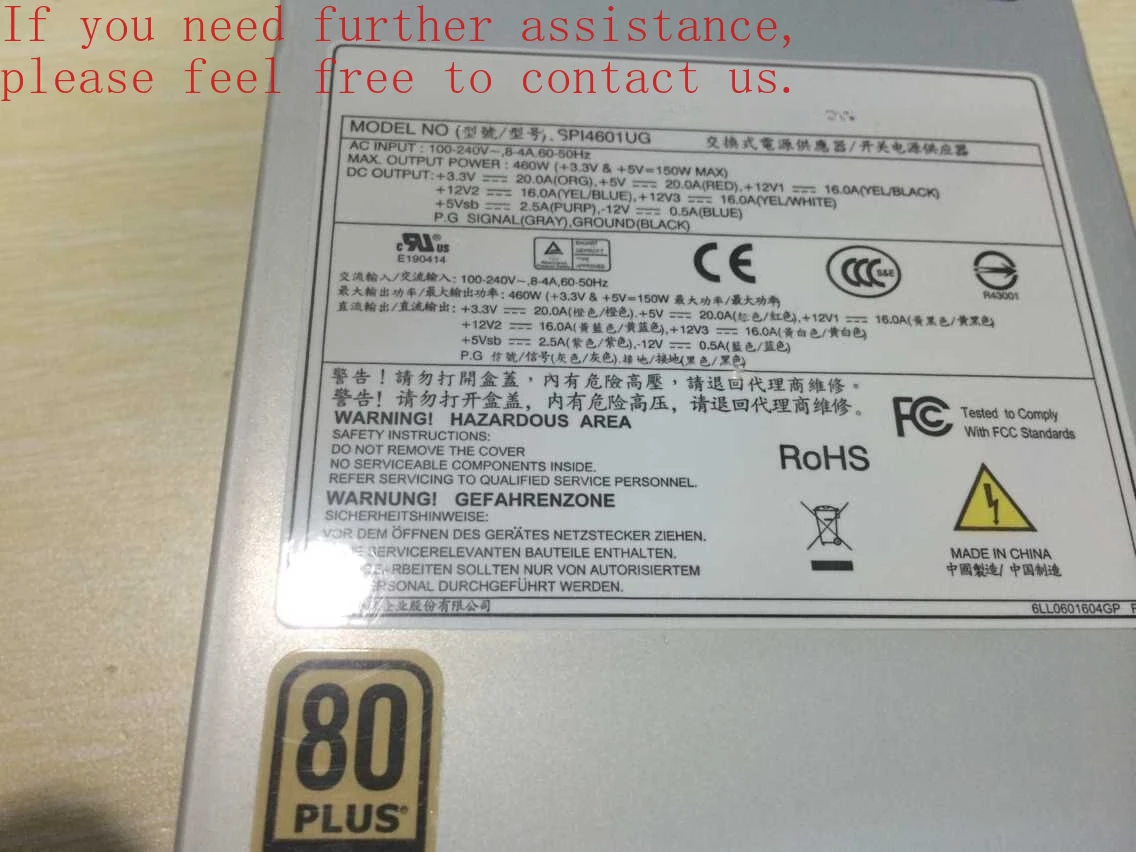 If you need further assistance,
please feel free to contact us.
MODEL NO (型號/型号). SPI4601UG 交換式電源供應器/开关电源供应器
AC INPUT : 100-240V~,8-4A,60-50Hz
MAX. OUTPUT POWER : 460W (+3.3V & +5V=150W MAX)
DC OUTPUT:+3.3V ⎓ 20.0A(ORG),+5V ⎓ 20.0A(RED),+12V1 ⎓ 16.0A(YEL/BLACK)
+12V2 ⎓ 16.0A(YEL/BLUE),+12V3 ⎓ 16.0A(YEL/WHITE)
+5Vsb ⎓ 2.5A(PURP),-12V ⎓ 0.5A(BLUE)
P.G SIGNAL(GRAY),GROUND(BLACK)
c RU® US
E190414
CE
CCC S&E
R43001
交流輸入/交流输入: 100-240V~,8-4A,60-50Hz
最大輸出功率/最大输出功率: 460W (+3.3V & +5V=150W 最大功率/最大功率)
直流輸出/直流输出: +3.3V ⎓ 20.0A(橙色/橙色).+5V ⎓ 20.0A(紅色/红色),+12V1 ⎓ 16.0A(黃黑色/黄黑色)
+12V2 ⎓ 16.0A(黃藍色/黄蓝色),+12V3 ⎓ 16.0A(黃白色/黄白色)
+5Vsb ⎓ 2.5A(紫色/紫色),-12V ⎓ 0.5A(藍色/蓝色)
P.G 信號/信号(灰色/灰色).接地/接地(黑色/黑色)
警告！請勿打開盒蓋，內有危險高壓，請退回代理商維修。
警告！请勿打开盒盖，内有危险高压，请退回代理商维修。
WARNING! HAZARDOUS AREA
SAFETY INSTRUCTIONS:
DO NOT REMOVE THE COVER
NO SERVICEABLE COMPONENTS INSIDE.
REFER SERVICING TO QUALIFIED SERVICE PERSONNEL.
FC Tested to Comply
With FCC Standards
RoHS
WARNUNG! GEFAHRENZONE
SICHERHEITSHINWEISE:
VOR DEM ÖFFNEN DES GERÄTES NETZSTECKER ZIEHEN.
SERVICERELEVANTEN BAUTEILE ENTHALTEN.
RBEITEN SOLLTEN NUR VON AUTORISIERTEM
SONAL DURCHGEFÜHRT WERDEN.
MADE IN CHINA
中國製造/ 中国制造
企业股份有限公司
6LL0601604GP
80
PLUS®